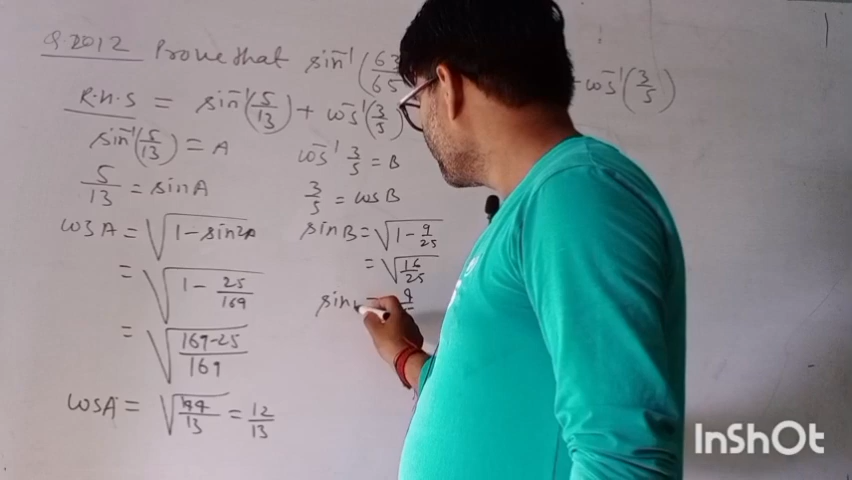 Q.2012 Prove that sin⁻¹(63/65 + cos⁻¹(3/5)
R.H.S = sin⁻¹(5/13) + cos⁻¹(3/5)
sin⁻¹(5/13) = A
5/13 = sinA
cosA = √(1-sin²A)
= √(1 - 25/169)
= √((169-25)/169)
cosA = √(144/13) = 12/13
cos⁻¹ 3/5 = B
3/5 = cosB
sinB = √(1 - 9/25)
= √(16/25)
sin = 4
InShOt